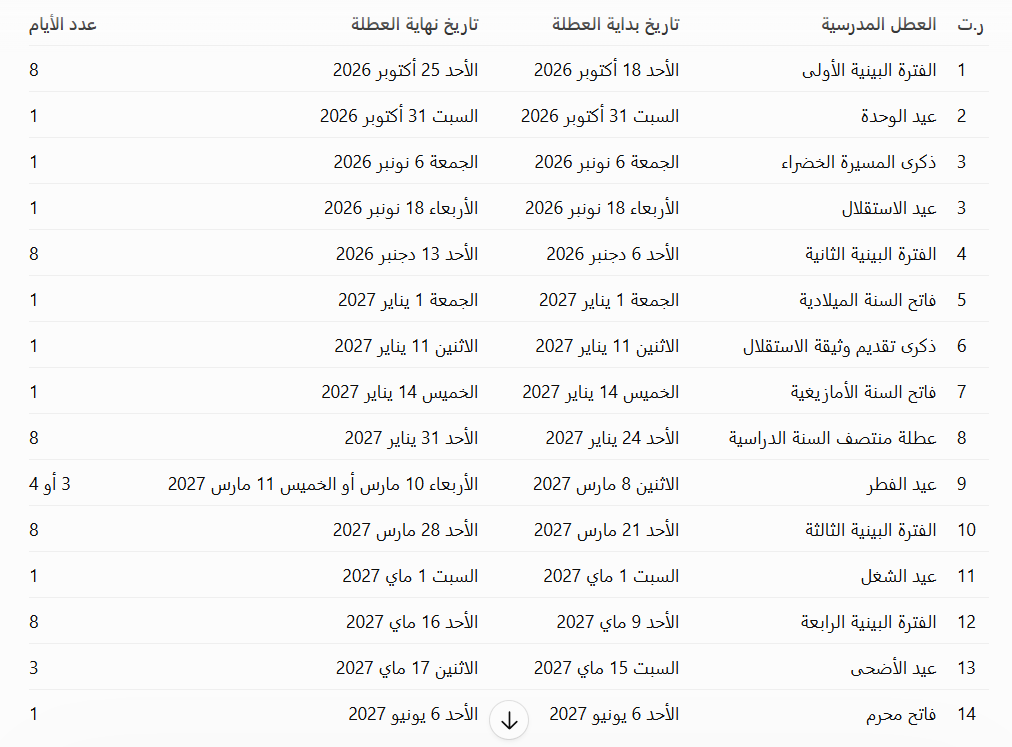 ر.ت العطل المدرسية تاريخ بداية العطلة تاريخ نهاية العطلة عدد الأيام
1 الفترة البينية الأولى الأحد 18 أكتوبر 2026 الأحد 25 أكتوبر 2026 8
2 عيد الوحدة السبت 31 أكتوبر 2026 السبت 31 أكتوبر 2026 1
3 ذكرى المسيرة الخضراء الجمعة 6 نونبر 2026 الجمعة 6 نونبر 2026 1
3 عيد الاستقلال الأربعاء 18 نونبر 2026 الأربعاء 18 نونبر 2026 1
4 الفترة البينية الثانية الأحد 6 دجنبر 2026 الأحد 13 دجنبر 2026 8
5 فاتح السنة الميلادية الجمعة 1 يناير 2027 الجمعة 1 يناير 2027 1
6 ذكرى تقديم وثيقة الاستقلال الاثنين 11 يناير 2027 الاثنين 11 يناير 2027 1
7 فاتح السنة الأمازيغية الخميس 14 يناير 2027 الخميس 14 يناير 2027 1
8 عطلة منتصف السنة الدراسية الأحد 24 يناير 2027 الأحد 31 يناير 2027 8
9 عيد الفطر الاثنين 8 مارس 2027 الأربعاء 10 مارس أو الخميس 11 مارس 2027 3 أو 4
10 الفترة البينية الثالثة الأحد 21 مارس 2027 الأحد 28 مارس 2027 8
11 عيد الشغل السبت 1 ماي 2027 السبت 1 ماي 2027 1
12 الفترة البينية الرابعة الأحد 9 ماي 2027 الأحد 16 ماي 2027 8
13 عيد الأضحى السبت 15 ماي 2027 الاثنين 17 ماي 2027 3
14 فاتح محرم الأحد 6 يونيو 2027 الأحد 6 يونيو 2027 1